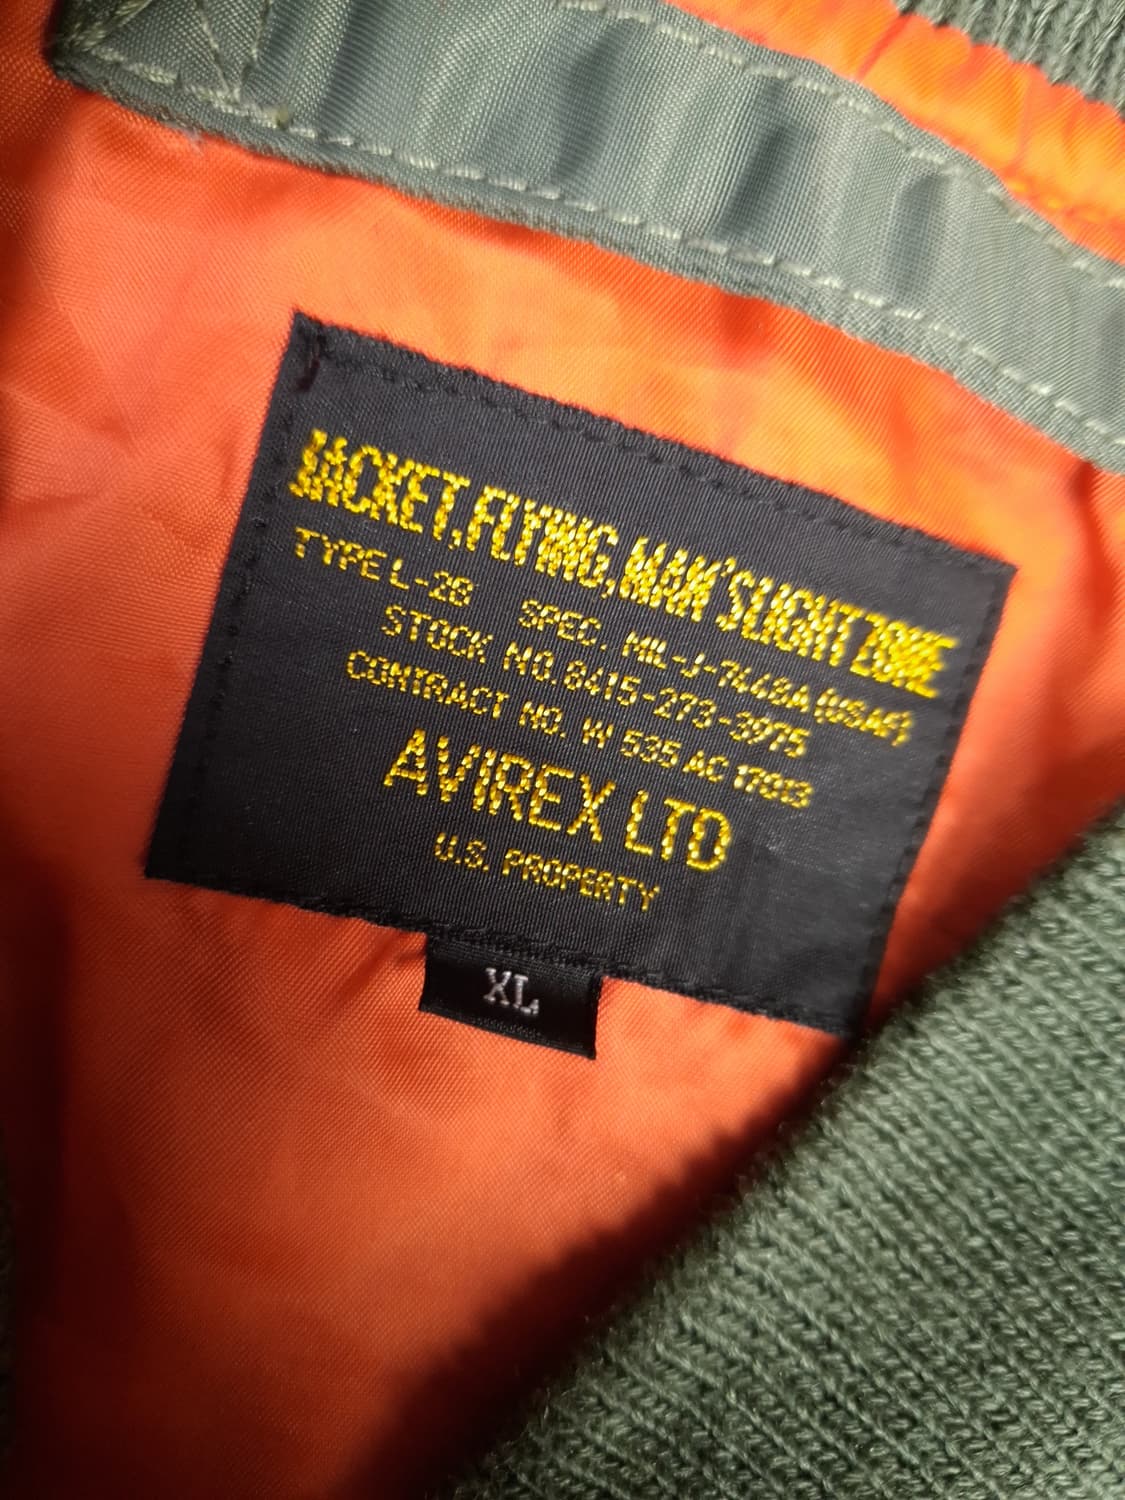 JACKET, FLYING, MAN'S LIGHT ZONE
TYPE L-2B SPEC. MIL-J-7448A (USAF)
STOCK NO. 8415-273-3975
CONTRACT NO. W 535 AC 17013
AVIREX LTD
U.S. PROPERTY
XL